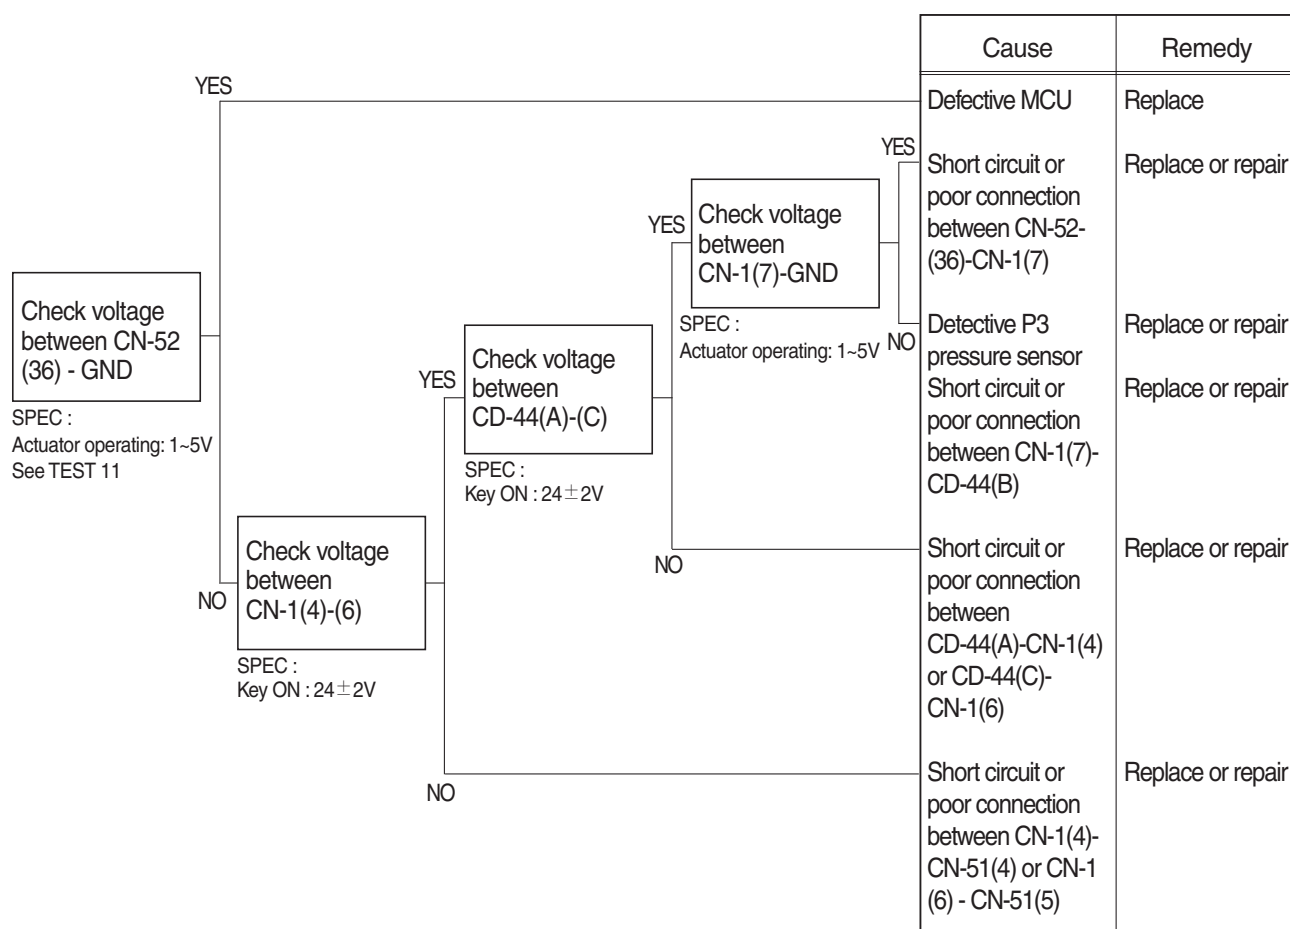 Cause
Remedy
YES
Defective MCU
Replace
YES
Short circuit or
poor connection
between CN-52-
(36)-CN-1(7)
Replace or repair
YES
Check voltage
between
CN-1(7)-GND
SPEC :
Actuator operating: 1~5V
NO
Detective P3
pressure sensor
Replace or repair
Short circuit or
poor connection
between CN-1(7)-
CD-44(B)
Replace or repair
Check voltage
between CN-52
(36) - GND
SPEC :
Actuator operating: 1~5V
See TEST 11
YES
Check voltage
between
CD-44(A)-(C)
SPEC :
Key ON : 24±2V
NO
Short circuit or
poor connection
between
CD-44(A)-CN-1(4)
or CD-44(C)-
CN-1(6)
Replace or repair
NO
Check voltage
between
CN-1(4)-(6)
SPEC :
Key ON : 24±2V
NO
Short circuit or
poor connection
between CN-1(4)-
CN-51(4) or CN-1
(6) - CN-51(5)
Replace or repair